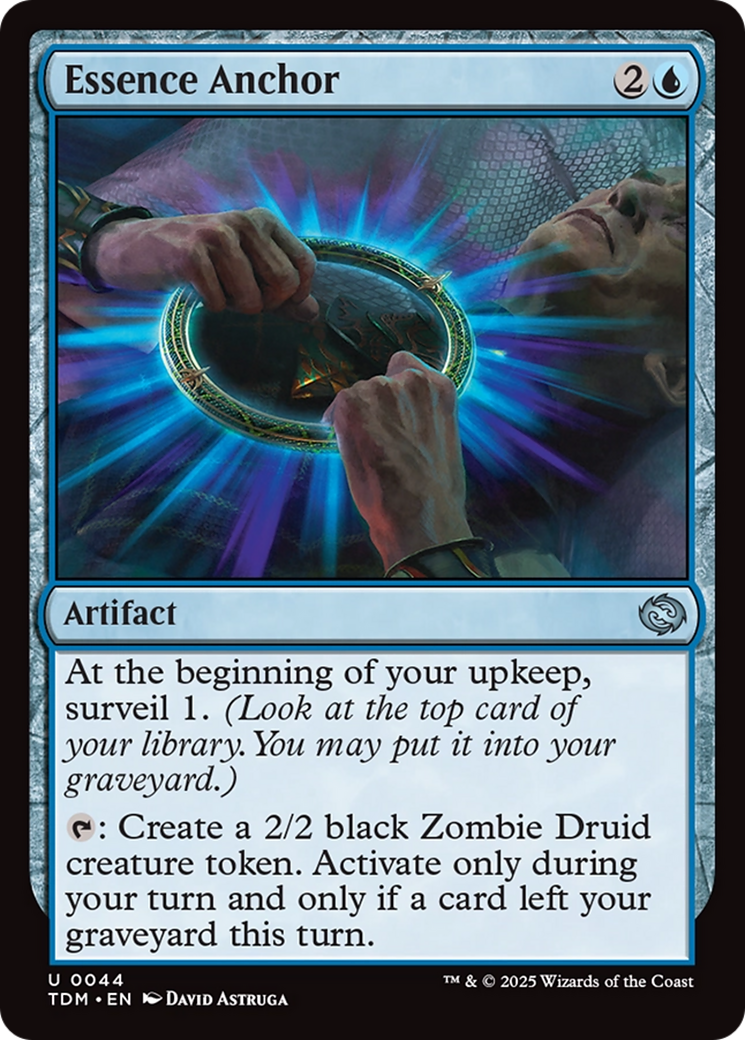 Essence Anchor 2
Artifact
At the beginning of your upkeep,
surveil 1. (Look at the top card of
your library. You may put it into your
graveyard.)
: Create a 2/2 black Zombie Druid
creature token. Activate only during
your turn and only if a card left your
graveyard this turn.
U 0044
TDM • EN DAVID ASTRUGA
™ & © 2025 Wizards of the Coast